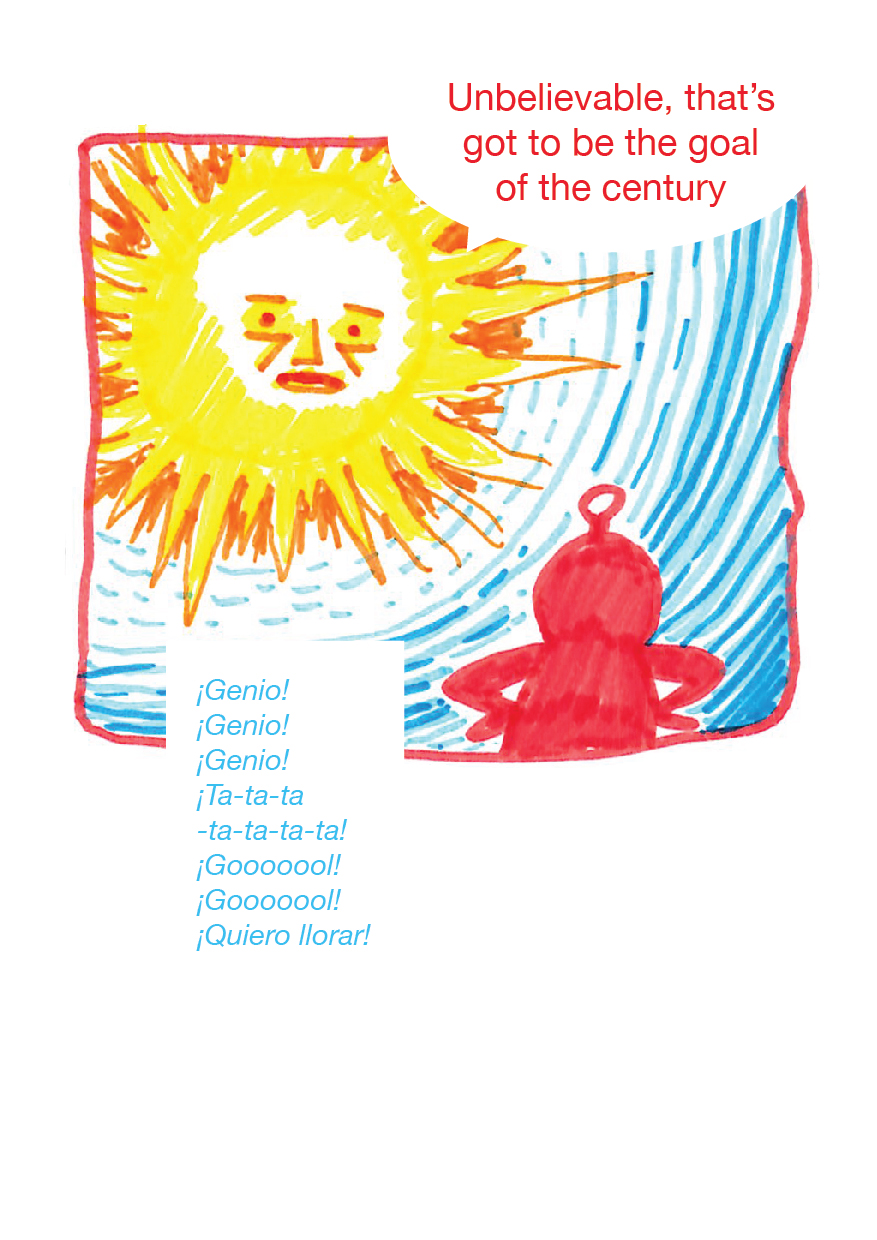 Unbelievable, that’s
got to be the goal
of the century
¡Genio!
¡Genio!
¡Genio!
¡Ta-ta-ta
-ta-ta-ta-ta!
¡Gooooool!
¡Gooooool!
¡Quiero llorar!